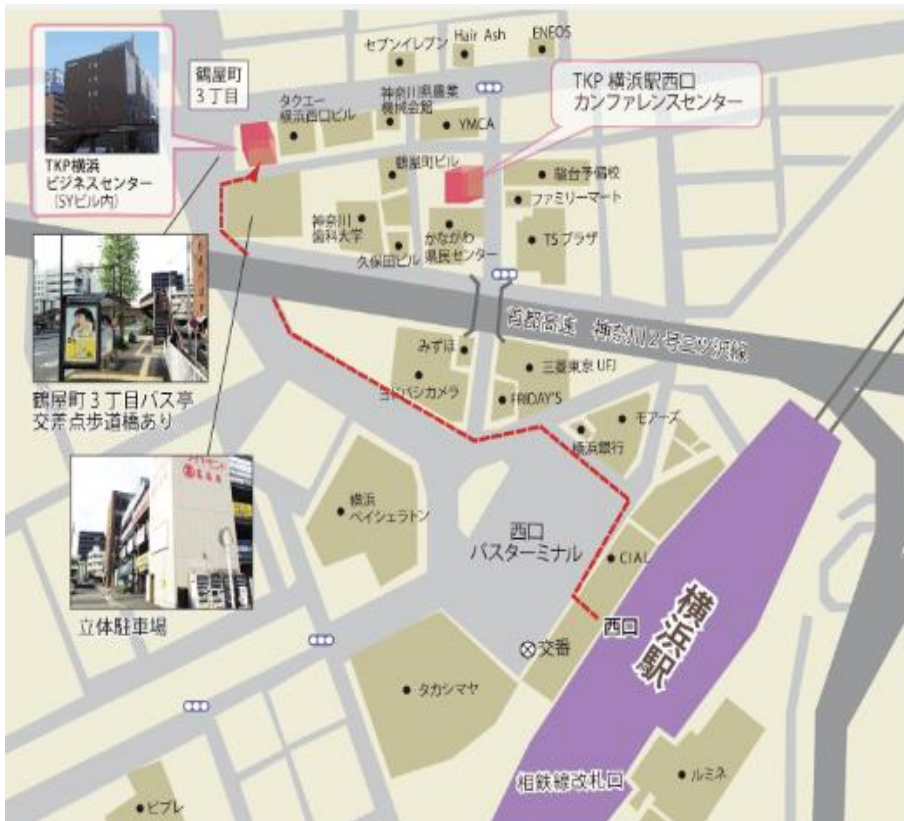 セブンイレブン
Hair Ash
ENEOS
鶴屋町
3丁目
TKP 横浜駅西口
カンファレンスセンター
タクエー
横浜西口ビル
神奈川県農業
機械会館
YMCA
TKP横浜
ビジネスセンター
(SYビル内)
鶴屋町ビル
駿台予備校
ファミリーマート
神奈川
歯科大学
久保田ビル
かながわ
県民センター
TSプラザ
首都高速 神奈川2号三ツ沢線
みずほ
ヨドバシカメラ
三菱東京UFJ
FRIDAY'S
モアーズ
横浜銀行
鶴屋町3丁目バス亭
交差点歩道橋あり
横浜
ベイシェラトン
西口
バスターミナル
CIAL
立体駐車場
西口
横浜駅
交番
タカシマヤ
相鉄線改札口
ルミネ
ビブレ